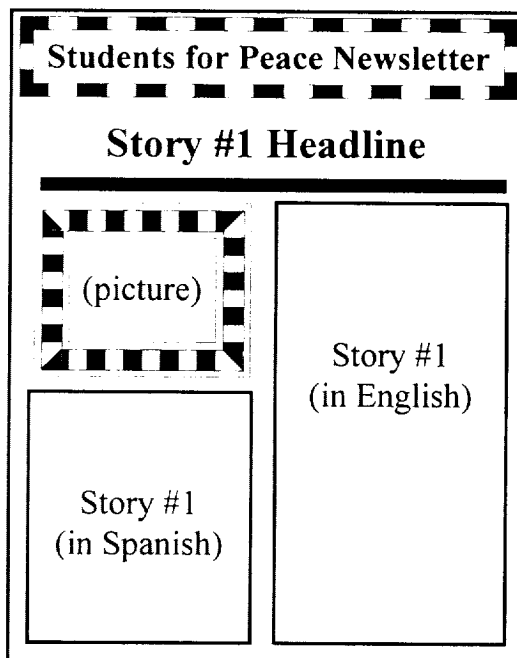 Students for Peace Newsletter
Story #1 Headline
(picture)
Story #1
(in Spanish)
Story #1
(in English)